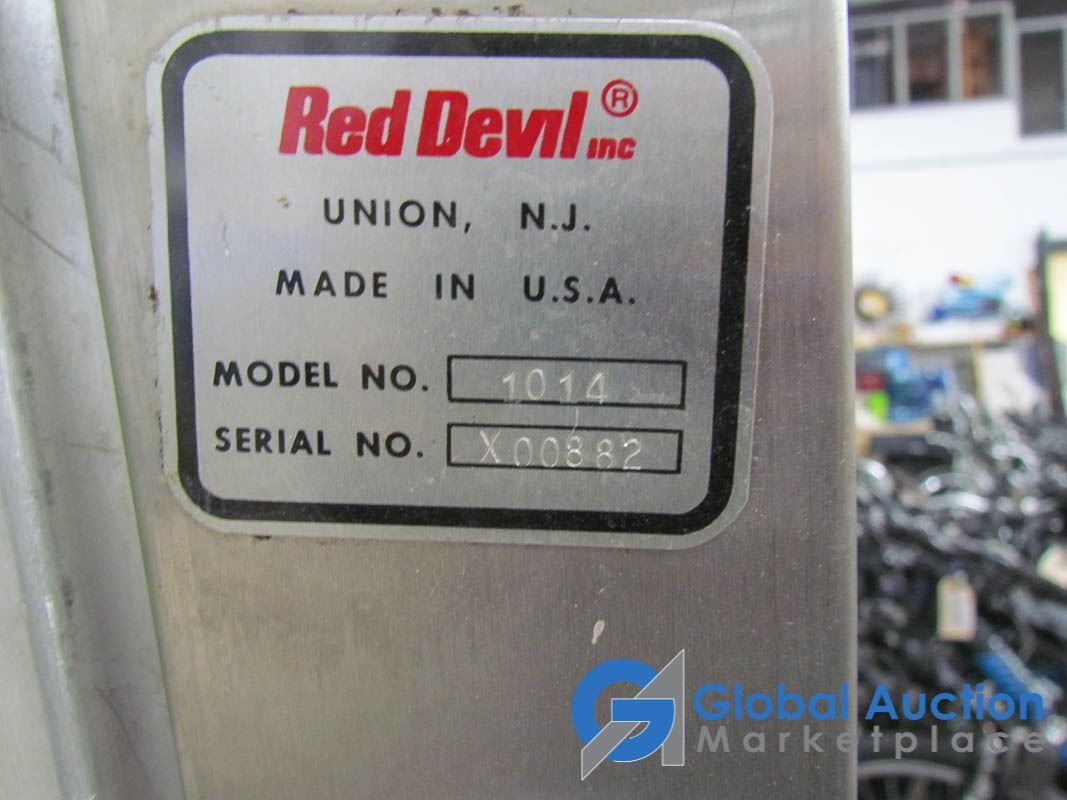 Red Devil® Inc
UNION, N.J.
MADE IN U.S.A.
MODEL NO. 1014
SERIAL NO. X00882
Global Auction
Marketplace